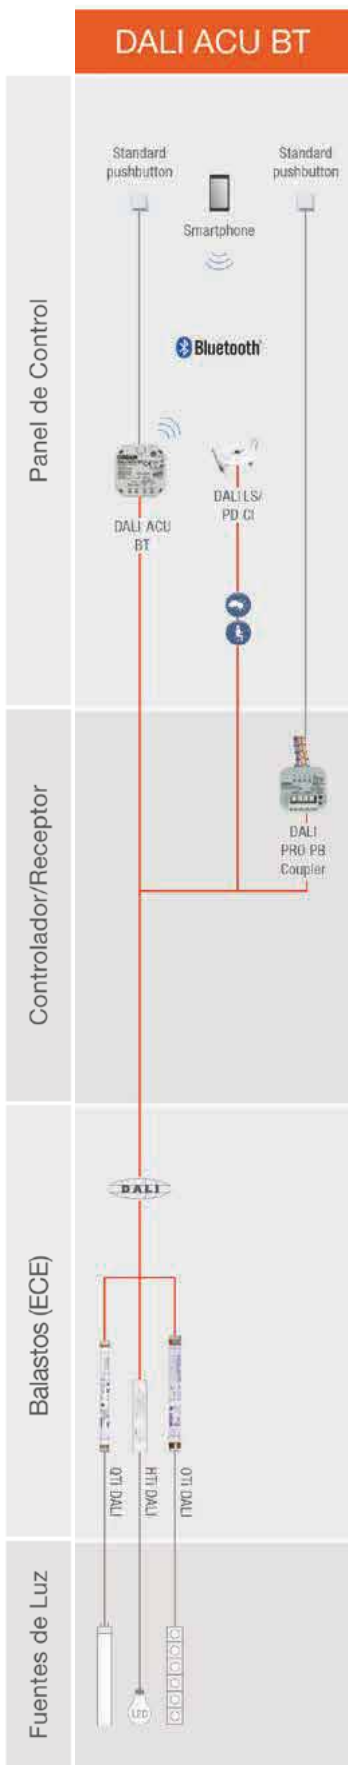 DALI ACU BT
Panel de Control
Standard
pushbutton
Standard
pushbutton
Smartphone
Bluetooth
DALI ACU
BT
DALI LS/
PD CI
Controlador/Receptor
DALI
PRO PB
Coupler
Balastos (ECE)
DALI
QTi DALI
HTi DALI
OTi DALI
Fuentes de Luz
LED